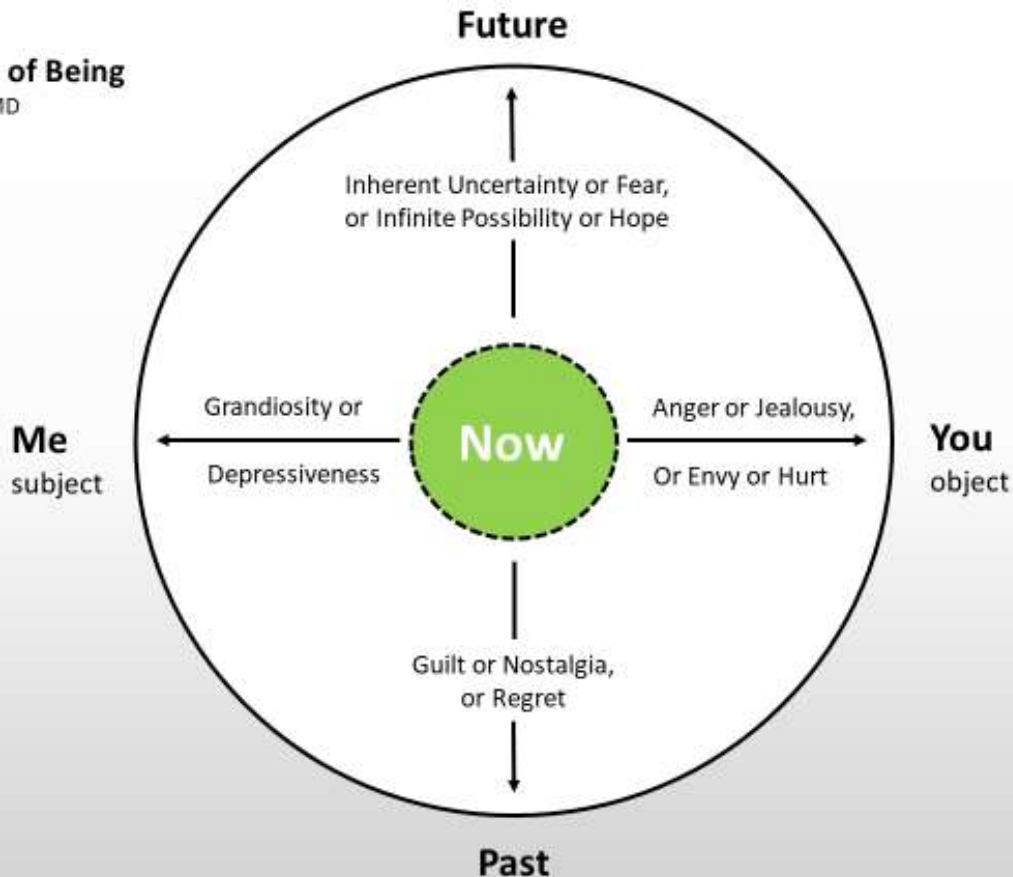 Future
of Being
MD
Inherent Uncertainty or Fear,
or Infinite Possibility or Hope
Grandiosity or
Depressiveness
Me
subject
Now
Anger or Jealousy,
Or Envy or Hurt
You
object
Guilt or Nostalgia,
or Regret
Past